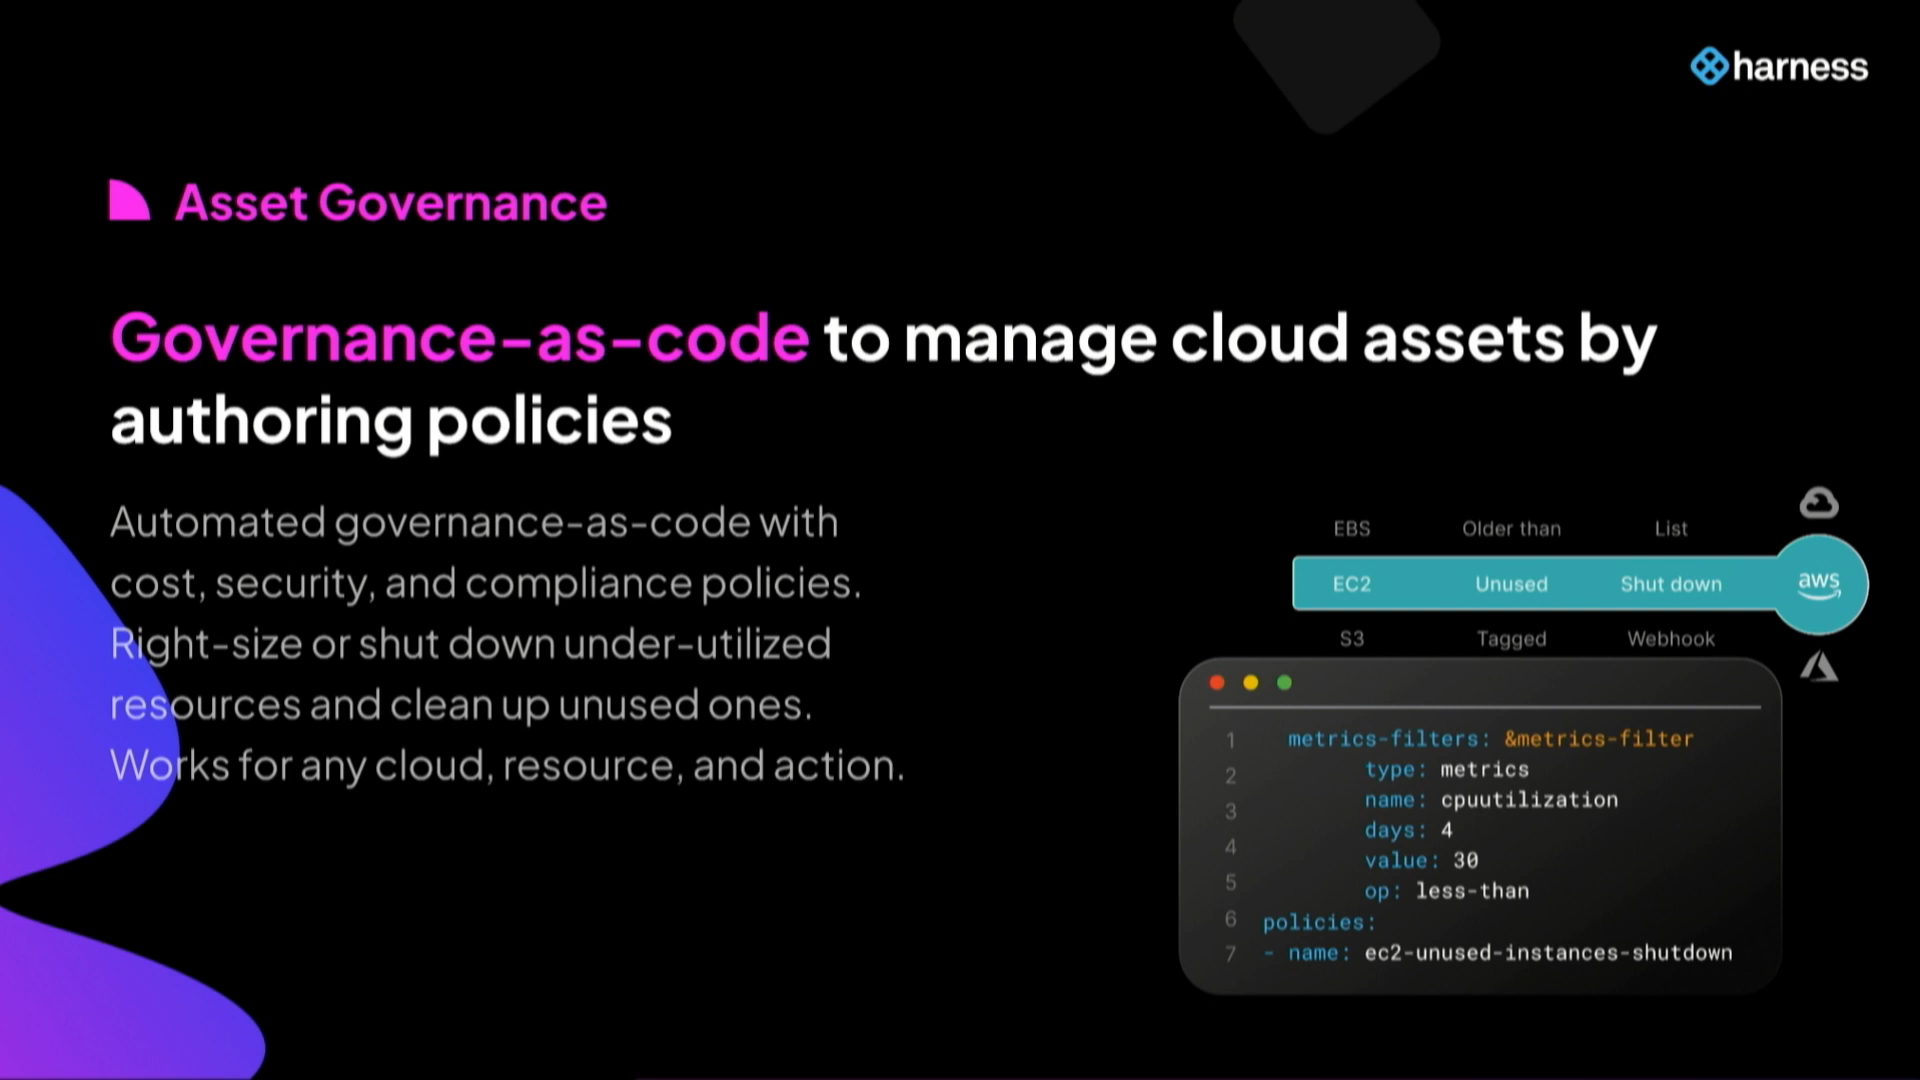 harness
Asset Governance
Governance-as-code to manage cloud assets by
authoring policies
Automated governance-as-code with
cost, security, and compliance policies.
Right-size or shut down under-utilized
resources and clean up unused ones.
Works for any cloud, resource, and action.
EBS Older than List
EC2 Unused Shut down aws
S3 Tagged Webhook
1 metrics-filters: &metrics-filter
2 type: metrics
3 name: cpuutilization
4 days: 4
5 value: 30
6 op: less-than
7 policies:
- name: ec2-unused-instances-shutdown